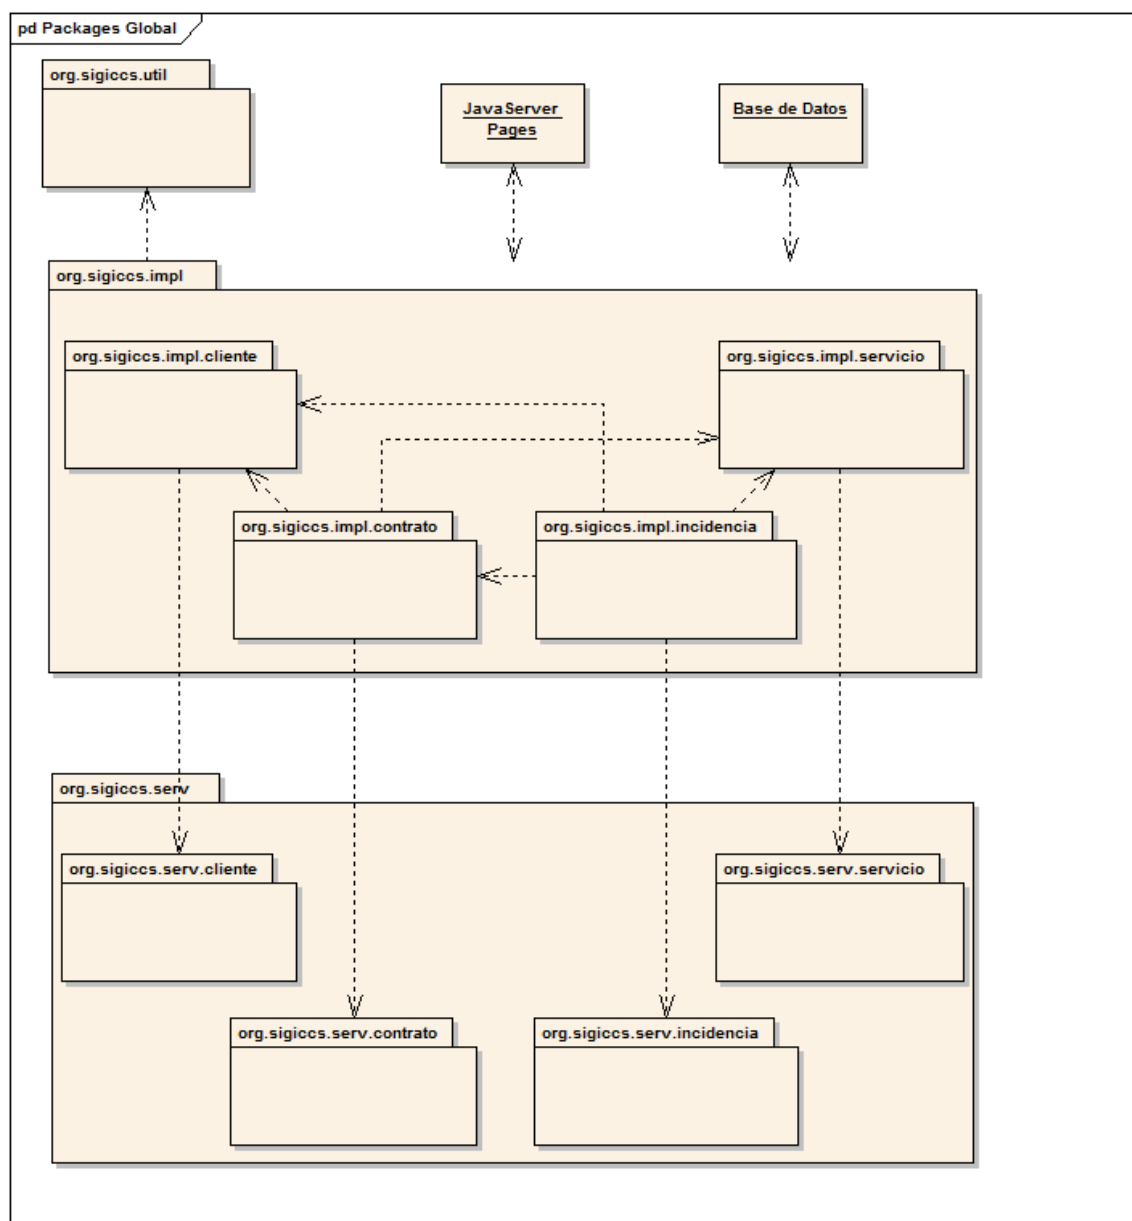 pd Packages Global
org.sigiccs.util
JavaServer
Pages
Base de Datos
org.sigiccs.impl
org.sigiccs.impl.cliente
org.sigiccs.impl.servicio
org.sigiccs.impl.contrato
org.sigiccs.impl.incidencia
org.sigiccs.serv
org.sigiccs.serv.cliente
org.sigiccs.serv.servicio
org.sigiccs.serv.contrato
org.sigiccs.serv.incidencia